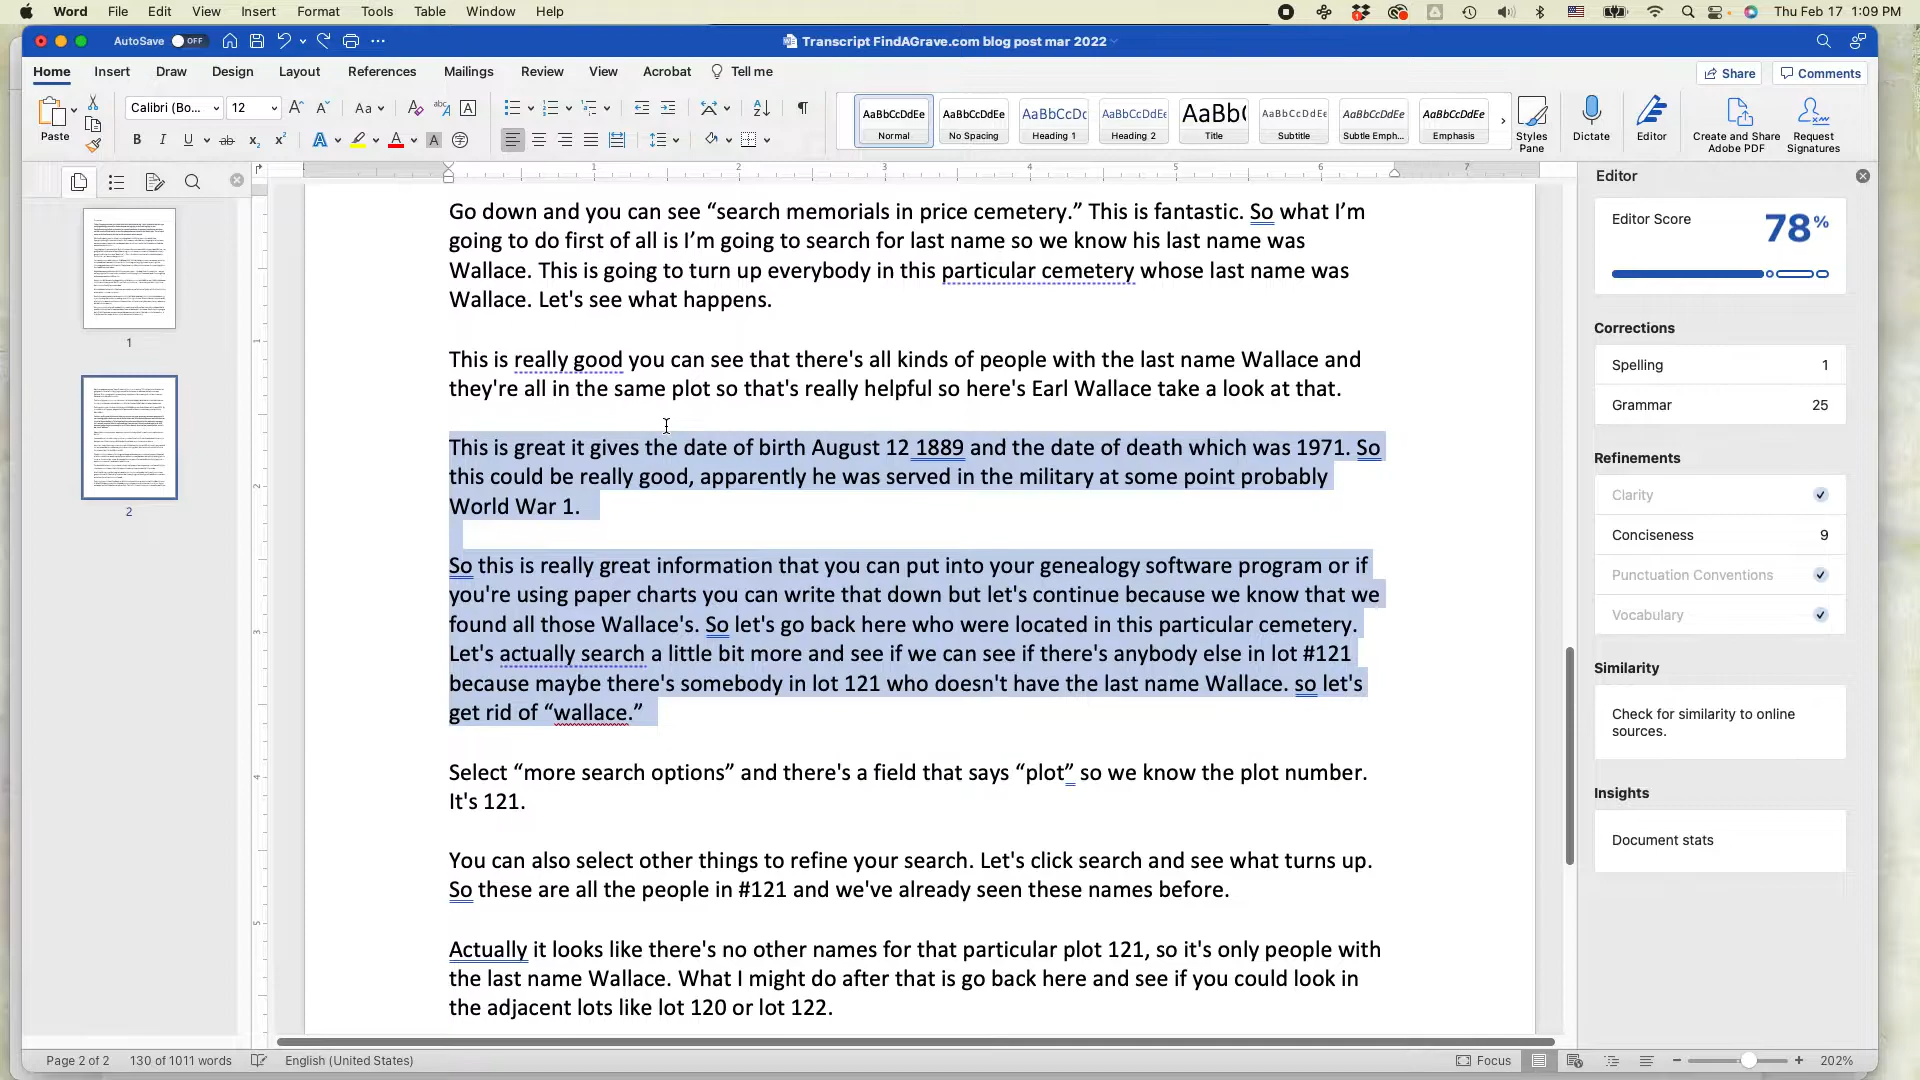 Word File Edit View Insert Format Tools Table Window Help Thu Feb 17 1:09 PM
AutoSave OFF Transcript FindAGrave.com blog post mar 2022
Home Insert Draw Design Layout References Mailings Review View Acrobat Tell me Share Comments
Calibri (Bo... 12
Paste
AaBbCcDdEe AaBbCcDdEe AaBbCcDc AaBbCcDdEe AaBb( AaBbCcDdEe AaBbCcDdEe AaBbCcDdEe
Normal No Spacing Heading 1 Heading 2 Title Subtitle Subtle Emph... Emphasis
Styles Pane
Dictate
Editor
Create and Share Adobe PDF
Request Signatures
1 2 3 4 5 6 7
1
2
Go down and you can see “search memorials in price cemetery.” This is fantastic. So what I’m
going to do first of all is I’m going to search for last name so we know his last name was
Wallace. This is going to turn up everybody in this particular cemetery whose last name was
Wallace. Let's see what happens.
This is really good you can see that there's all kinds of people with the last name Wallace and
they're all in the same plot so that's really helpful so here's Earl Wallace take a look at that.
This is great it gives the date of birth August 12 1889 and the date of death which was 1971. So
this could be really good, apparently he was served in the military at some point probably
World War 1.
So this is really great information that you can put into your genealogy software program or if
you're using paper charts you can write that down but let's continue because we know that we
found all those Wallace's. So let's go back here who were located in this particular cemetery.
Let's actually search a little bit more and see if we can see if there's anybody else in lot #121
because maybe there's somebody in lot 121 who doesn't have the last name Wallace. so let's
get rid of “wallace.”
Select “more search options” and there's a field that says “plot” so we know the plot number.
It's 121.
You can also select other things to refine your search. Let's click search and see what turns up.
So these are all the people in #121 and we've already seen these names before.
Actually it looks like there's no other names for that particular plot 121, so it's only people with
the last name Wallace. What I might do after that is go back here and see if you could look in
the adjacent lots like lot 120 or lot 122.
1
2
3
4
5
Editor
Editor Score 78%
Corrections
Spelling 1
Grammar 25
Refinements
Clarity
Conciseness 9
Punctuation Conventions
Vocabulary
Similarity
Check for similarity to online
sources.
Insights
Document stats
Page 2 of 2 130 of 1011 words English (United States) Focus 202%